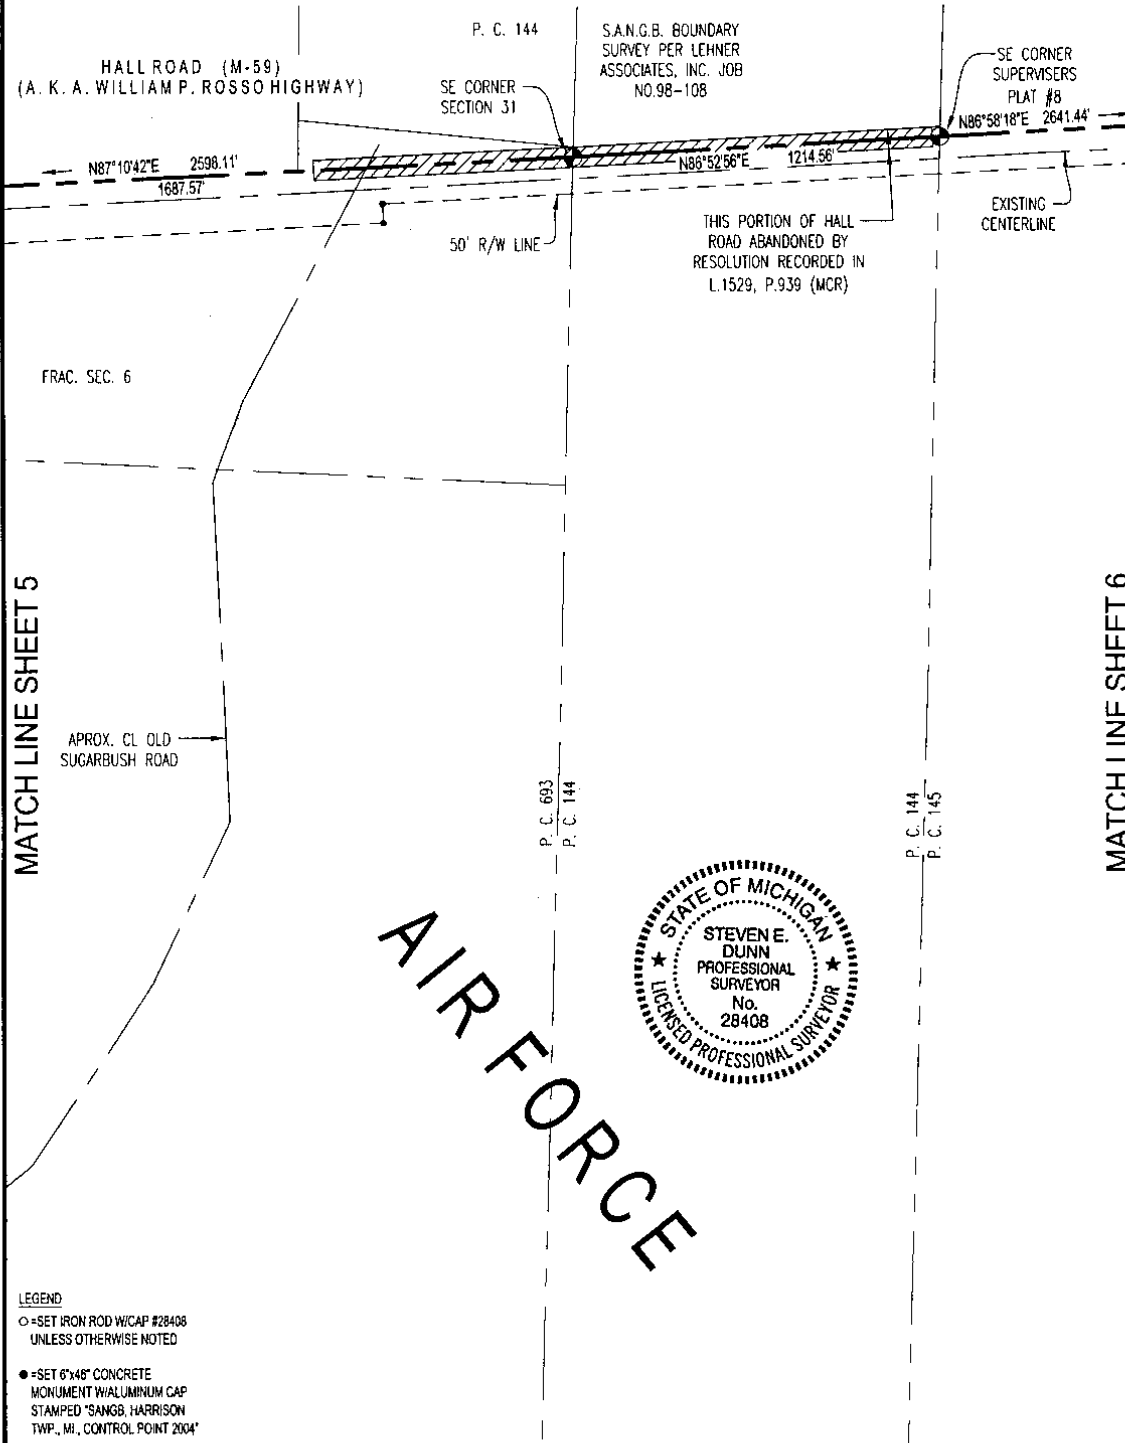 P. C. 144
S.A.N.G.B. BOUNDARY
SURVEY PER LEHNER
ASSOCIATES, INC. JOB
NO.98-108
HALL ROAD (M-59)
(A. K. A. WILLIAM P. ROSSO HIGHWAY)
SE CORNER
SECTION 31
SE CORNER
SUPERVISERS
PLAT #8
N86°58'18"E 2641.44'
N87°10'42"E 2598.11'
1687.57'
N86°52'56"E 1214.56'
EXISTING
CENTERLINE
50' R/W LINE
THIS PORTION OF HALL
ROAD ABANDONED BY
RESOLUTION RECORDED IN
L.1529, P.939 (MCR)
FRAC. SEC. 6
MATCH LINE SHEET 5
MATCH LINE SHEET 6
APROX. CL OLD
SUGARBUSH ROAD
P. C. 693
P. C. 144
P. C. 144
P. C. 145
AIR FORCE
STATE OF MICHIGAN
STEVEN E.
DUNN
PROFESSIONAL
SURVEYOR
No.
28408
LICENSED PROFESSIONAL SURVEYOR
LEGEND
O =SET IRON ROD W/CAP #28408
UNLESS OTHERWISE NOTED
● =SET 6"x48" CONCRETE
MONUMENT W/ALUMINUM CAP
STAMPED "SANGB, HARRISON
TWP., MI., CONTROL POINT 2004"